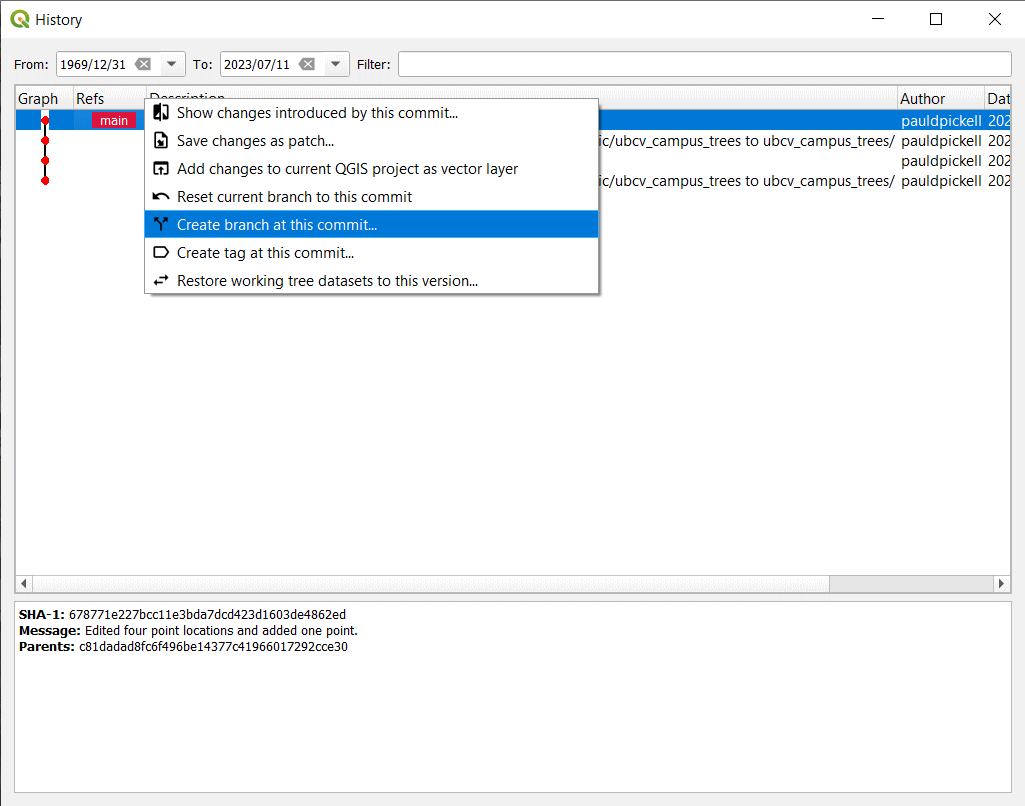 History
From: 1969/12/31 To: 2023/07/11 Filter:
Graph Refs Description Author Dat
main pauldpickell 202
Show changes introduced by this commit...
ic/ubcv_campus_trees to ubcv_campus_trees/ pauldpickell 202
Save changes as patch...
pauldpickell 202
Add changes to current QGIS project as vector layer
ic/ubcv_campus_trees to ubcv_campus_trees/ pauldpickell 202
Reset current branch to this commit
Create branch at this commit...
Create tag at this commit...
Restore working tree datasets to this version...
SHA-1: 678771e227bcc11e3bda7dcd423d1603de4862ed
Message: Edited four point locations and added one point.
Parents: c81dadad8fc6f496be14377c41966017292cce30